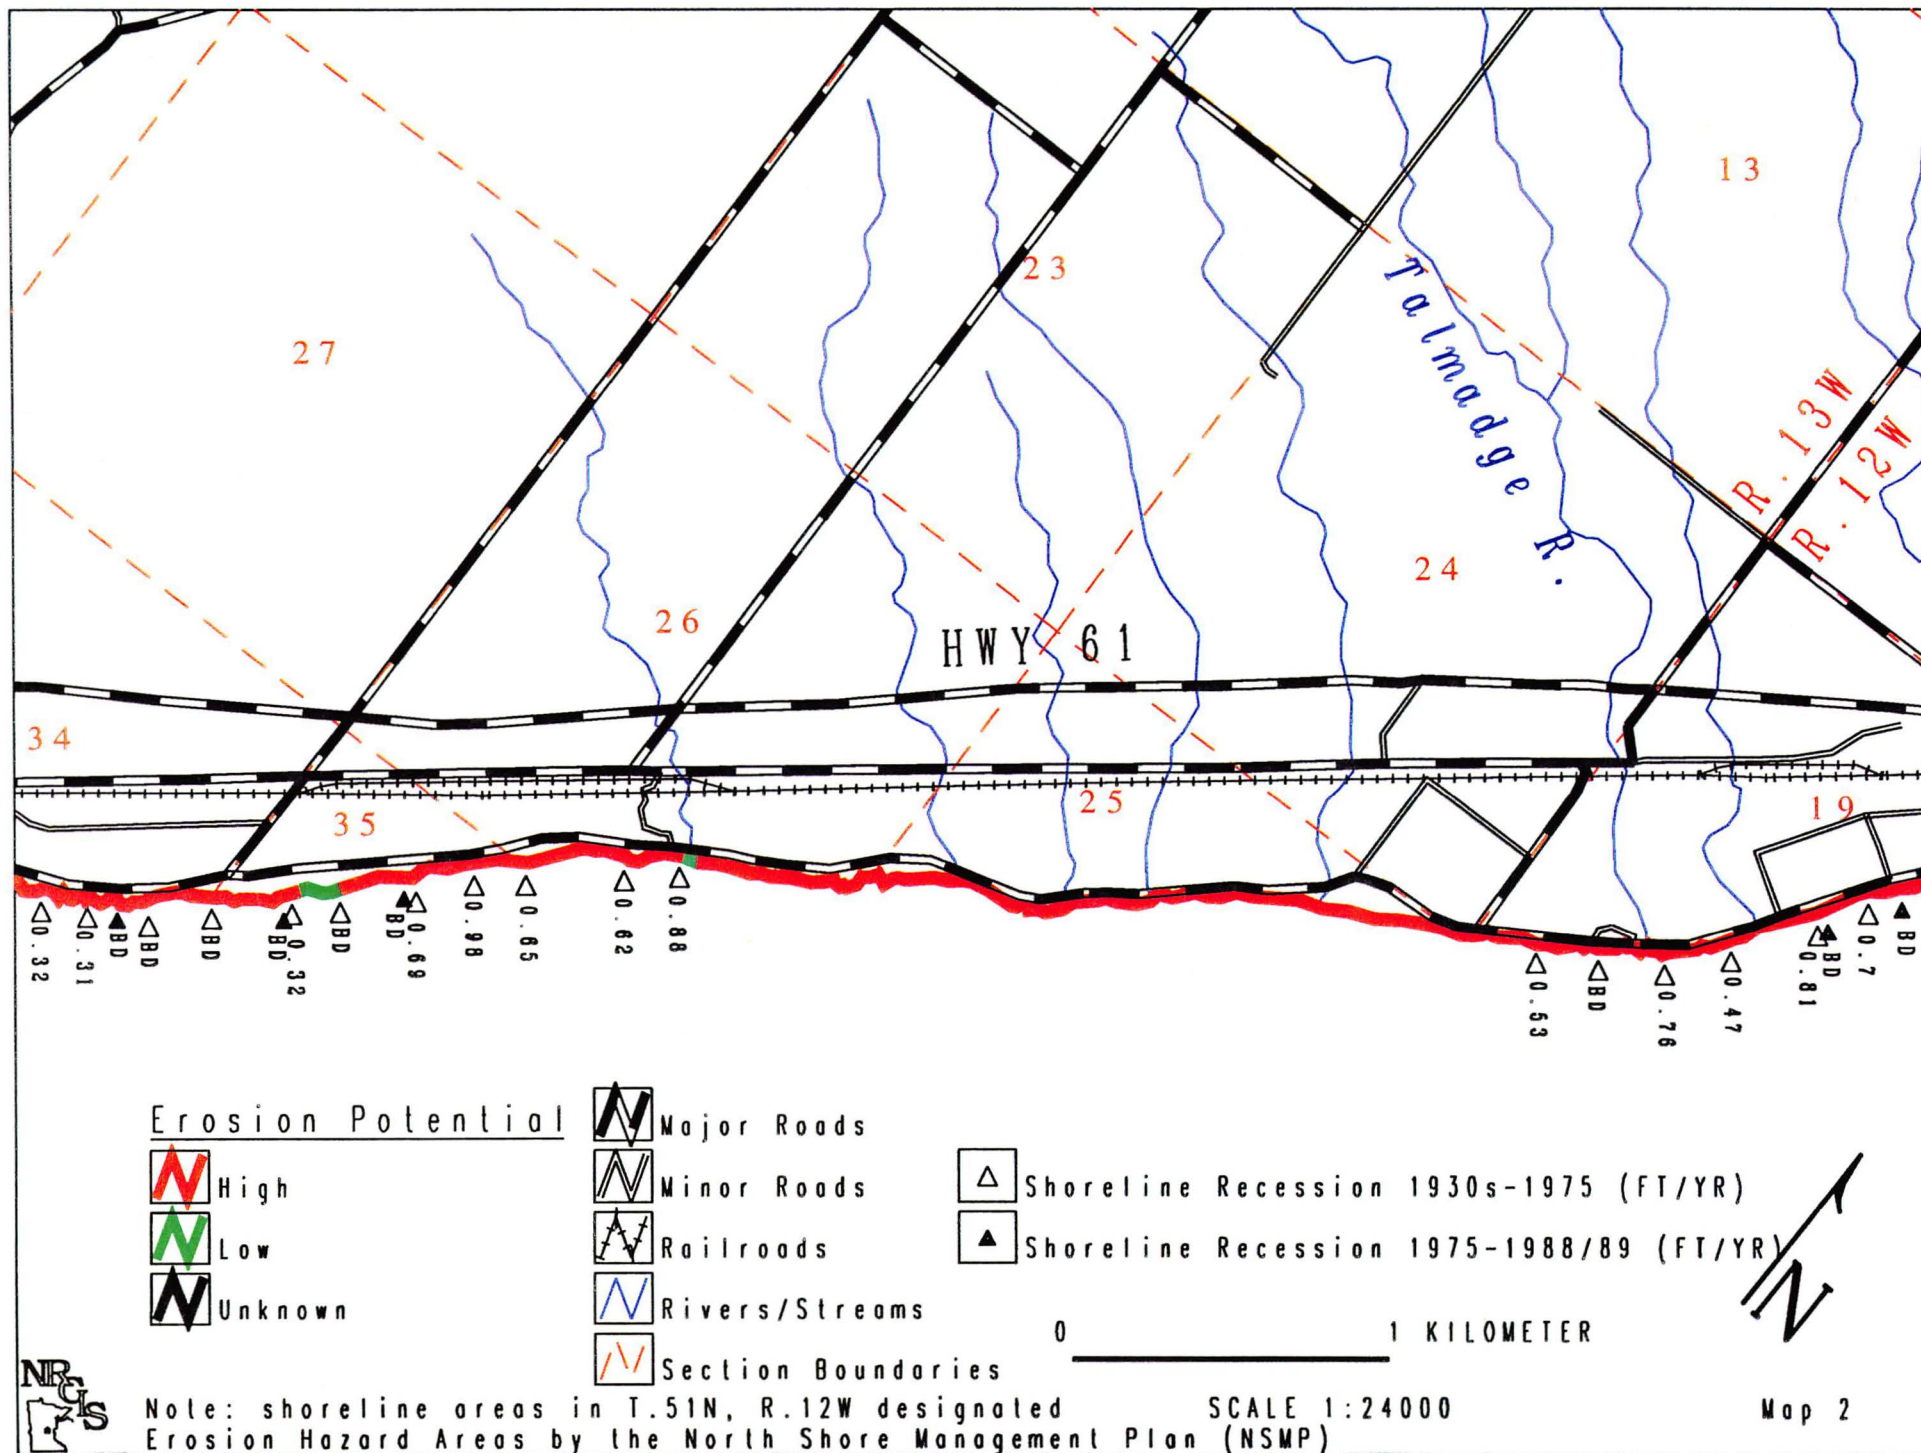 13
23
27
Talmadge R.
R. 13W
R. 12W
24
26
HWY 61
34
25
19
35
0.32
0.31
BD
BD
BD
BD
0.32
BD
BD
0.69
0.98
0.65
0.62
0.88
0.53
BD
0.76
0.47
0.81
BD
0.7
BD
Erosion Potential
High
Low
Unknown
Major Roads
Minor Roads
Railroads
Rivers/Streams
Section Boundaries
Shoreline Recession 1930s-1975 (FT/YR)
Shoreline Recession 1975-1988/89 (FT/YR)
0 1 KILOMETER
N
NRGIS
Note: shoreline areas in T.51N, R.12W designated
Erosion Hazard Areas by the North Shore Management Plan (NSMP)
SCALE 1:24000
Map 2